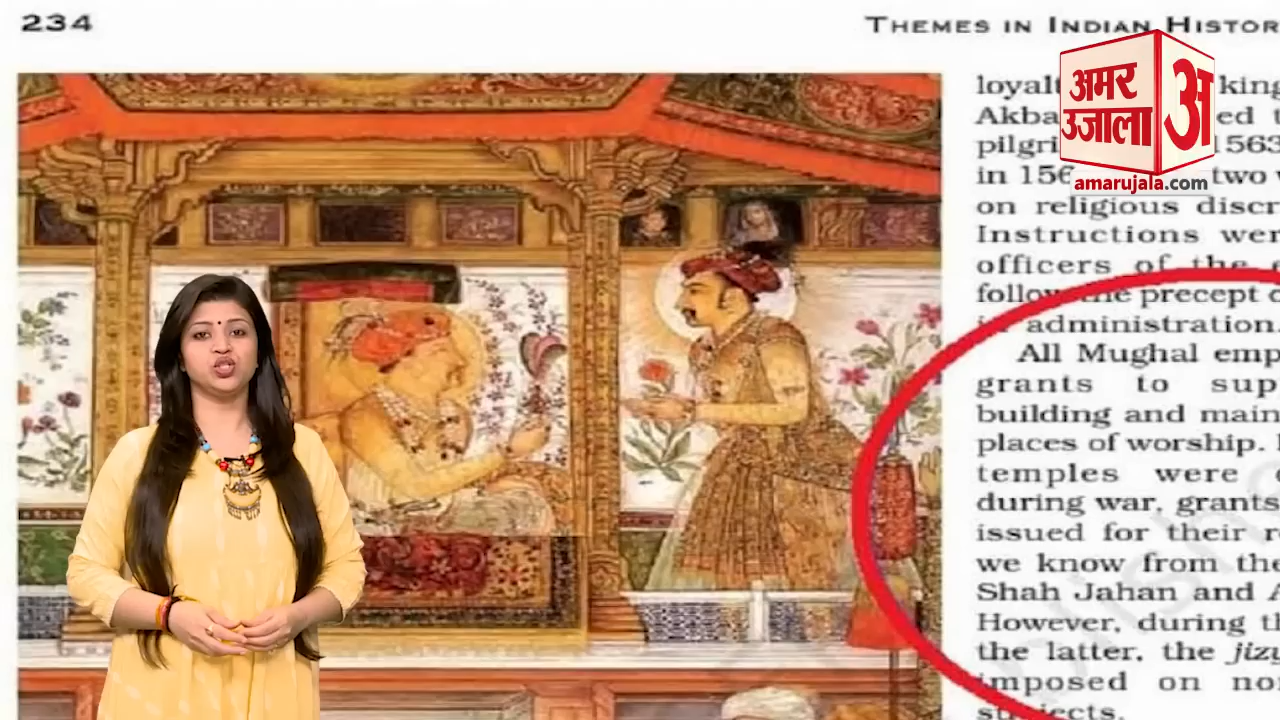 234
THEMES IN INDIAN HISTOR
अमर
उजाला
अ
amarujala.com
loyalt king
Akba ed t
pilgri 1563
in 156 two
on religious discr
Instructions wer
officers of the
follow the precept
in administration.
All Mughal emp
grants to sup
building and main
places of worship.
temples were
during war, grants
issued for their r
we know from the
Shah Jahan and A
However, during th
the latter, the jizy
imposed on no
subjects.